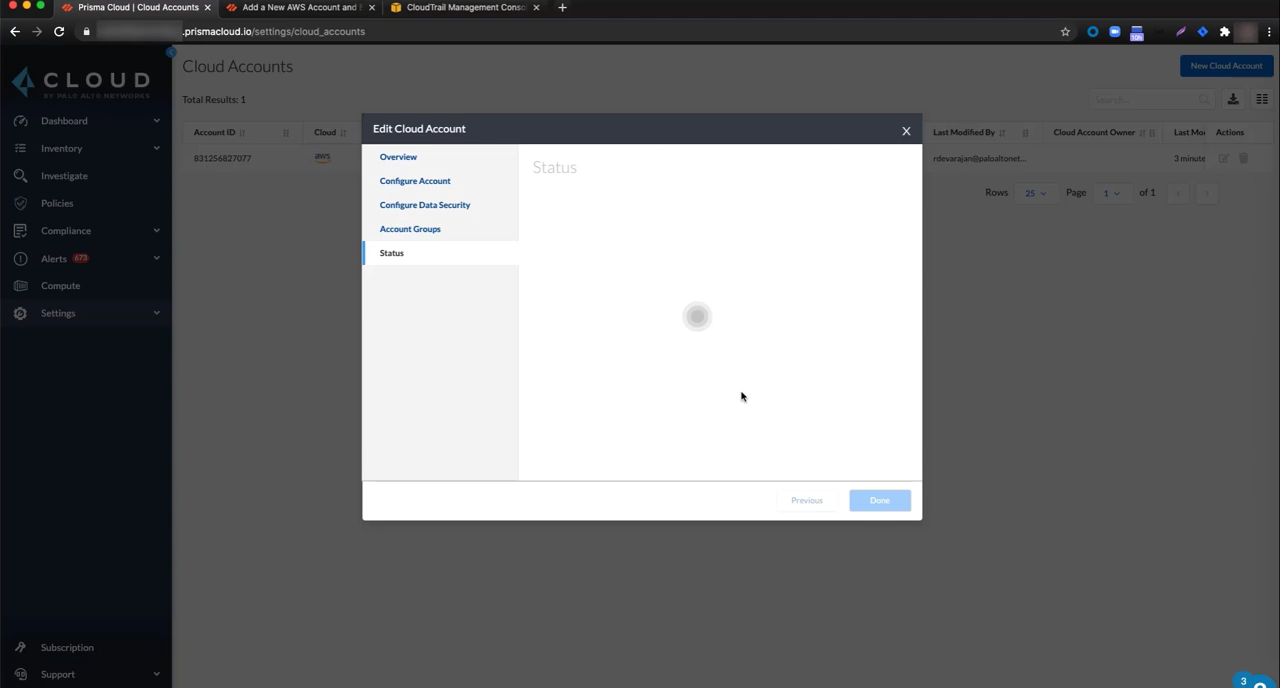 Prisma Cloud | Cloud Accounts
Add a New AWS Account and
CloudTrail Management Conso
.prismacloud.io/settings/cloud_accounts
10h
CLOUD
BY PALO ALTO NETWORKS
Dashboard
Inventory
Investigate
Policies
Compliance
Alerts 673
Compute
Settings
Subscription
Support
Cloud Accounts
New Cloud Account
Total Results: 1
Search...
Account ID
Cloud
Last Modified By
Cloud Account Owner
Last Mo
Actions
831256827077
aws
rdevarajan@paloaltonet...
3 minute
Rows 25 Page 1 of 1
Edit Cloud Account
X
Overview
Configure Account
Configure Data Security
Account Groups
Status
Status
Previous
Done
3